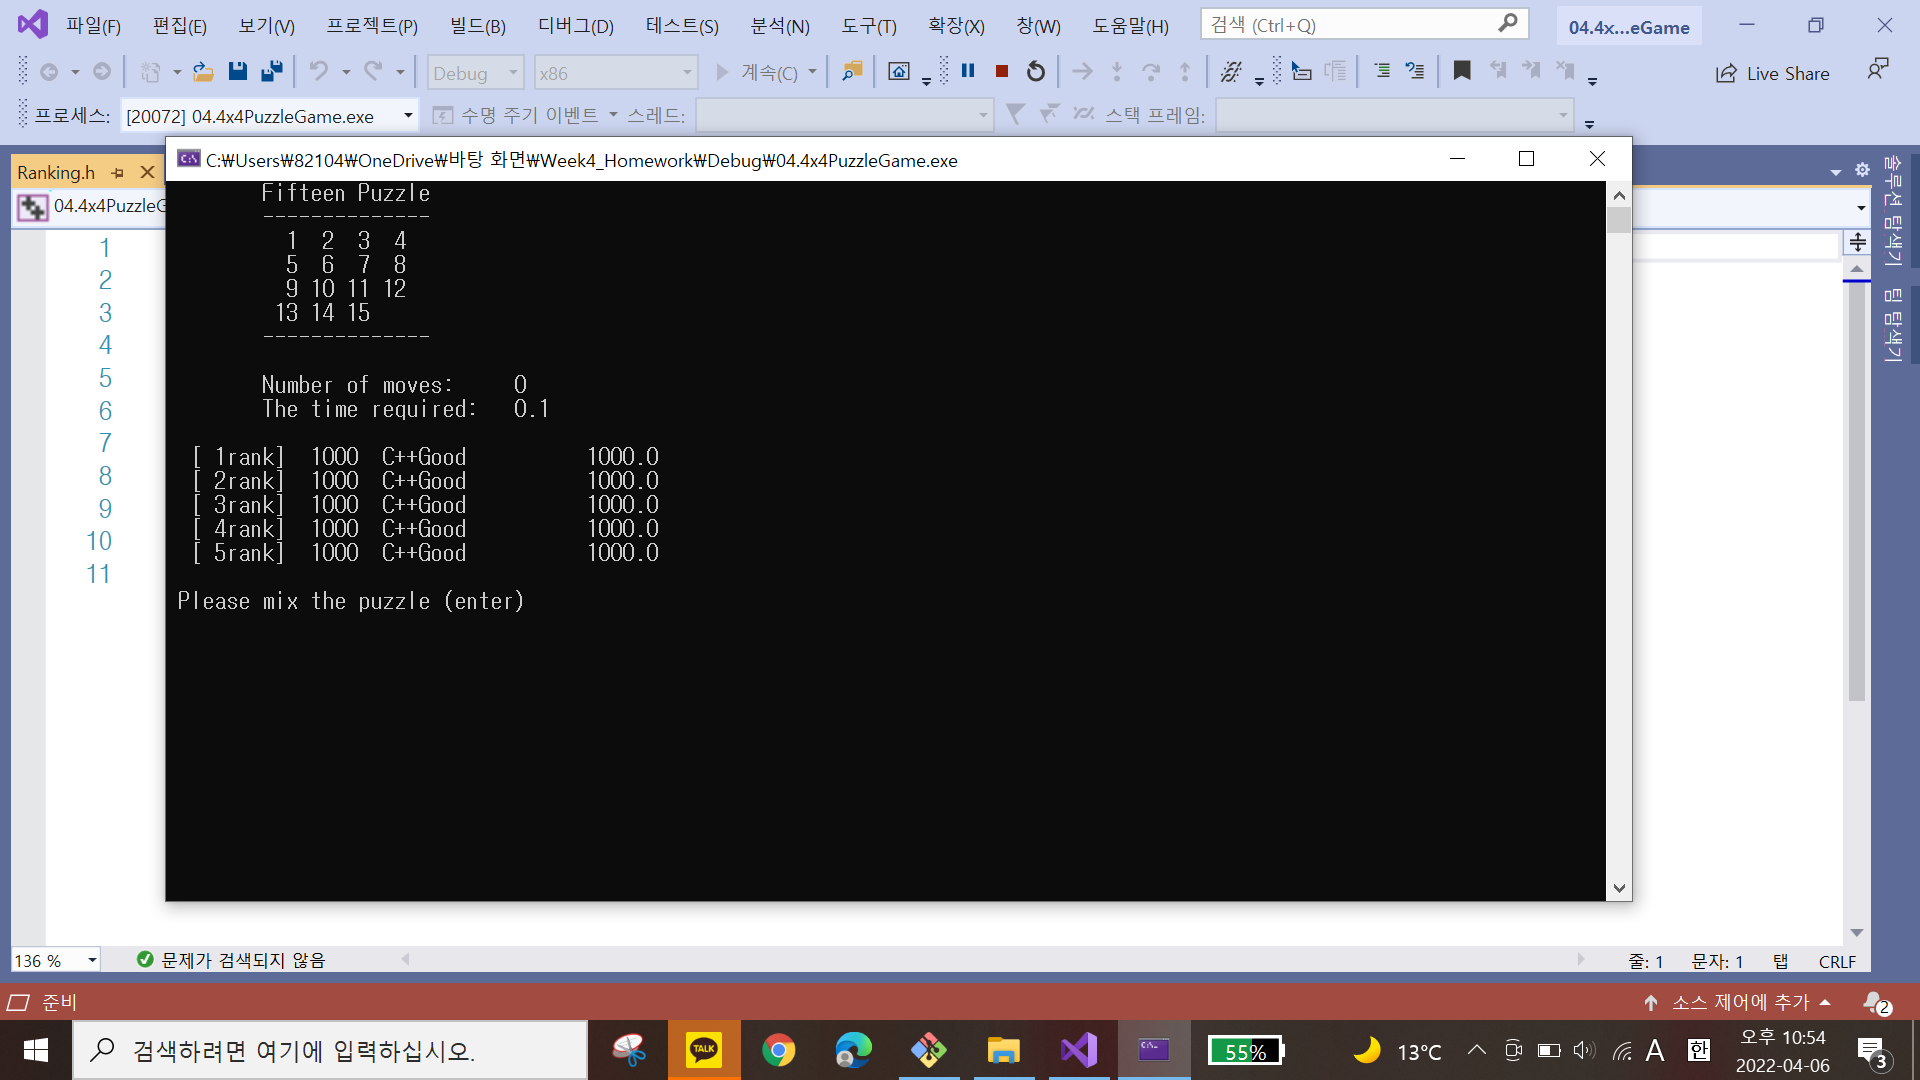 파일(F) 편집(E) 보기(V) 프로젝트(P) 빌드(B) 디버그(D) 테스트(S) 분석(N) 도구(T) 확장(X) 창(W) 도움말(H) 검색 (Ctrl+Q) 04.4x...eGame
Debug x86 계속(C) Live Share
프로세스: [20072] 04.4x4PuzzleGame.exe 수명 주기 이벤트 스레드: 스택 프레임:
C:₩Users₩82104₩OneDrive₩바탕 화면₩Week4_Homework₩Debug₩04.4x4PuzzleGame.exe
Ranking.h
04.4x4PuzzleG
솔루션 탐색기
팀 탐색기
1
2
3
4
5
6
7
8
9
10
11
Fifteen Puzzle
--------------
1 2 3 4
5 6 7 8
9 10 11 12
13 14 15
--------------
Number of moves: 0
The time required: 0.1
[ 1rank] 1000 C++Good 1000.0
[ 2rank] 1000 C++Good 1000.0
[ 3rank] 1000 C++Good 1000.0
[ 4rank] 1000 C++Good 1000.0
[ 5rank] 1000 C++Good 1000.0
Please mix the puzzle (enter)
136 % 문제가 검색되지 않음 줄: 1 문자: 1 탭 CRLF
준비 소스 제어에 추가 2
검색하려면 여기에 입력하십시오. TALK 55% 13°C A 한 오후 10:54
2022-04-06 3